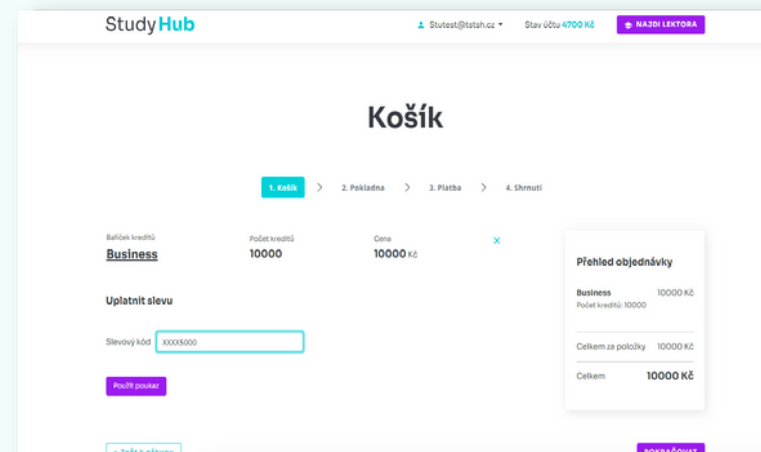 StudyHub
Stutest@tstsh.cz Stav účtu 4700 Kč NAJDI LEKTORA
Košík
1. Košík > 2. Pokladna > 3. Platba > 4. Shrnutí
Balíček kreditů Počet kreditů Cena
Business 10000 10000 Kč ×
Přehled objednávky
Business 10000 Kč
Počet kreditů: 10000
Celkem za položky 10000 Kč
Celkem 10000 Kč
Uplatnit slevu
Slevový kód XXXX5000
Použít poukaz
POKRAČOVAT